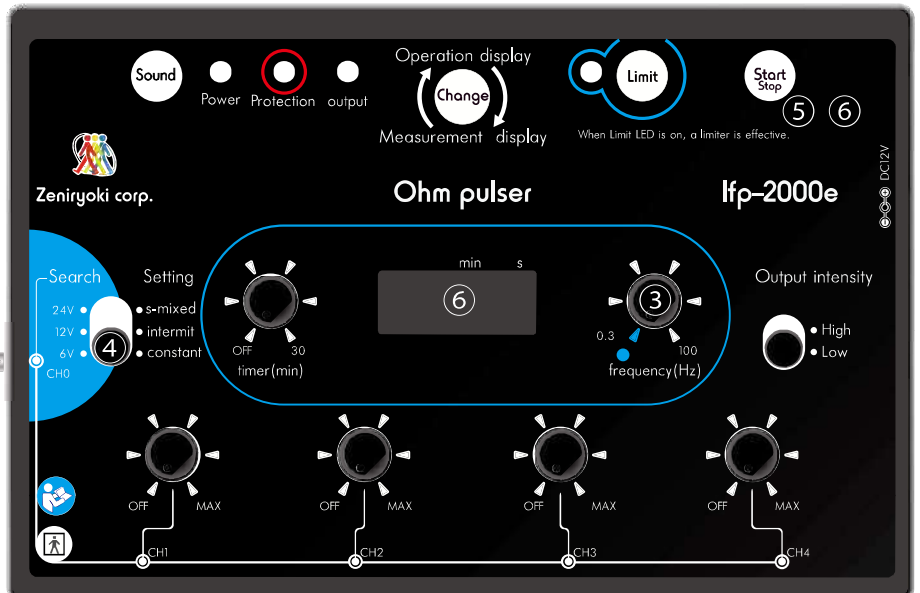 Sound
Power Protection output
Operation display
Change
Measurement display
Limit
When Limit LED is on, a limiter is effective.
Start
Stop
⑤ ⑥
DC12V
Zeniryoki corp.
Ohm pulser
lfp-2000e
Search
Setting
24V
12V
6V
CH0
④
s-mixed
intermit
constant
OFF 30
timer(min)
min s
⑥
③
0.3
100
frequency(Hz)
Output intensity
High
Low
OFF MAX
OFF MAX
OFF MAX
OFF MAX
CH1
CH2
CH3
CH4